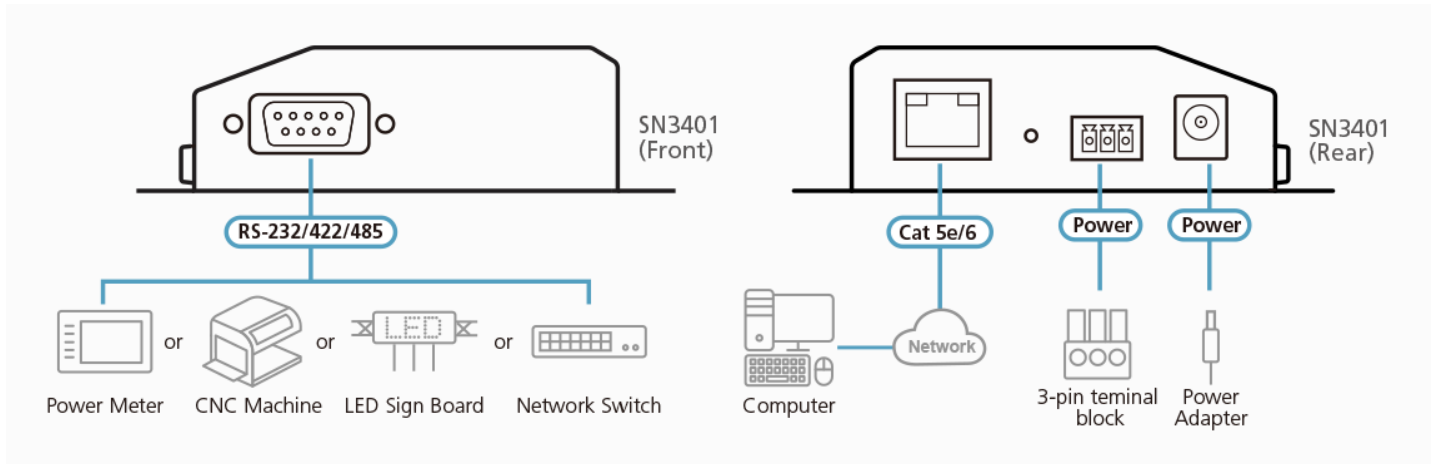 SN3401
(Front)
RS-232/422/485
or
or
LED
or
Power Meter
CNC Machine
LED Sign Board
Network Switch
SN3401
(Rear)
Cat 5e/6
Power
Power
Network
Computer
3-pin teminal
block
Power
Adapter